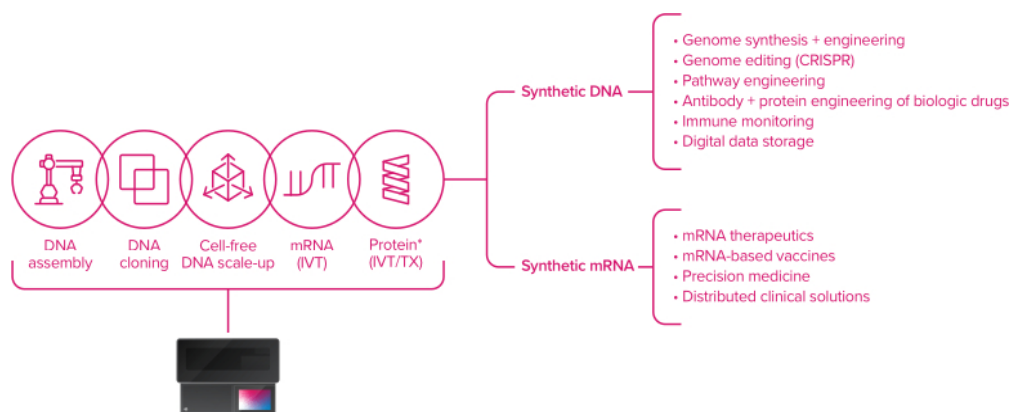 DNA
assembly
DNA
cloning
Cell-free
DNA scale-up
mRNA
(IVT)
Protein*
(IVT/TX)
Synthetic DNA
• Genome synthesis + engineering
• Genome editing (CRISPR)
• Pathway engineering
• Antibody + protein engineering of biologic drugs
• Immune monitoring
• Digital data storage
Synthetic mRNA
• mRNA therapeutics
• mRNA-based vaccines
• Precision medicine
• Distributed clinical solutions